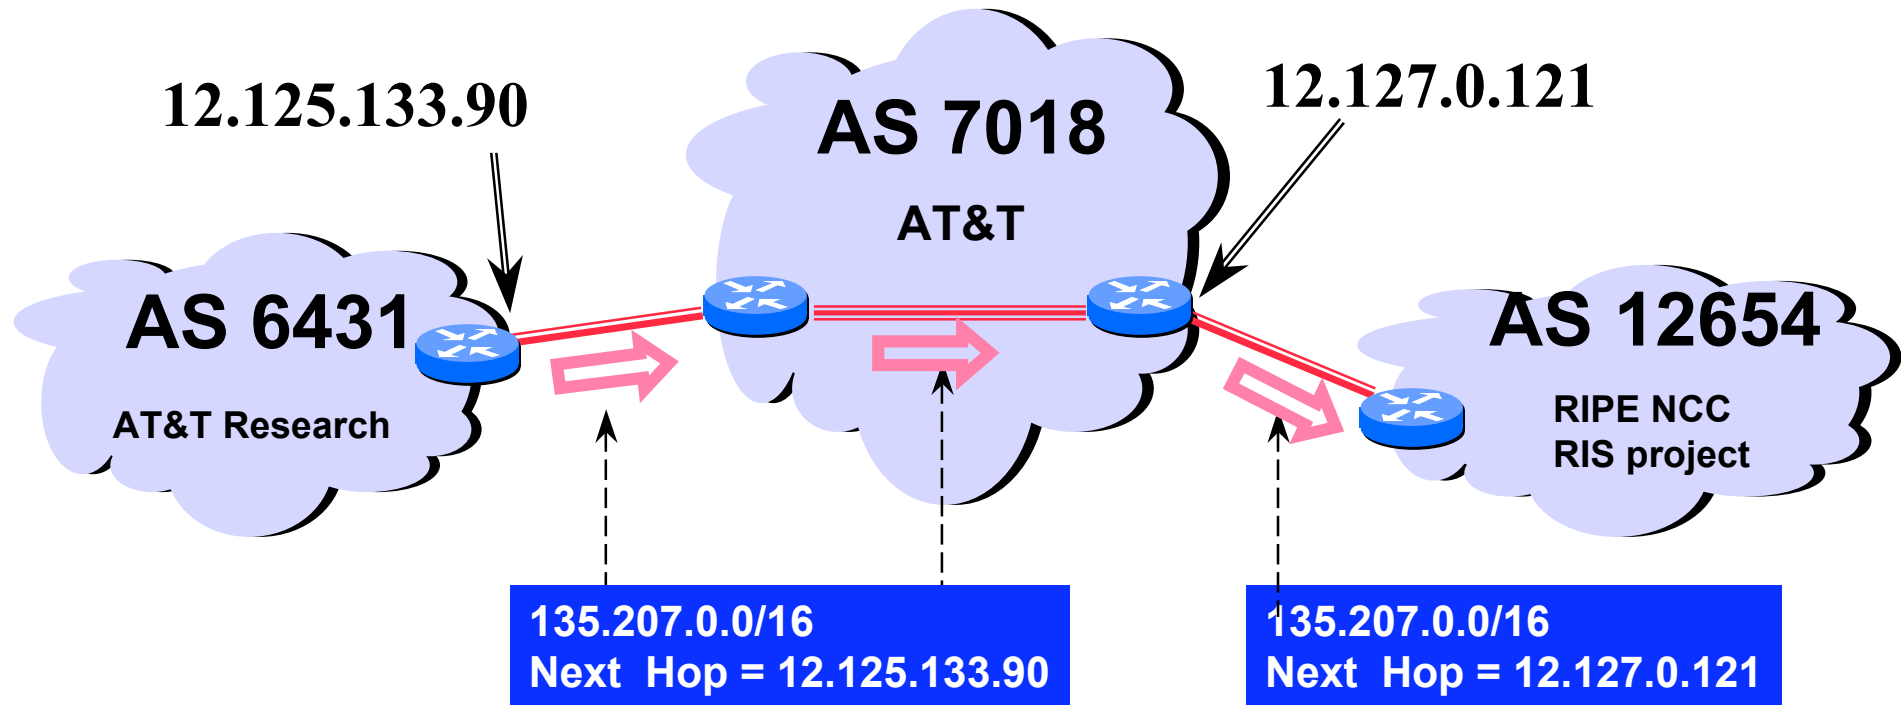 12.125.133.90
AS 7018
12.127.0.121
AT&T
AS 6431
AT&T Research
AS 12654
RIPE NCC
RIS project
135.207.0.0/16
Next Hop = 12.125.133.90
135.207.0.0/16
Next Hop = 12.127.0.121